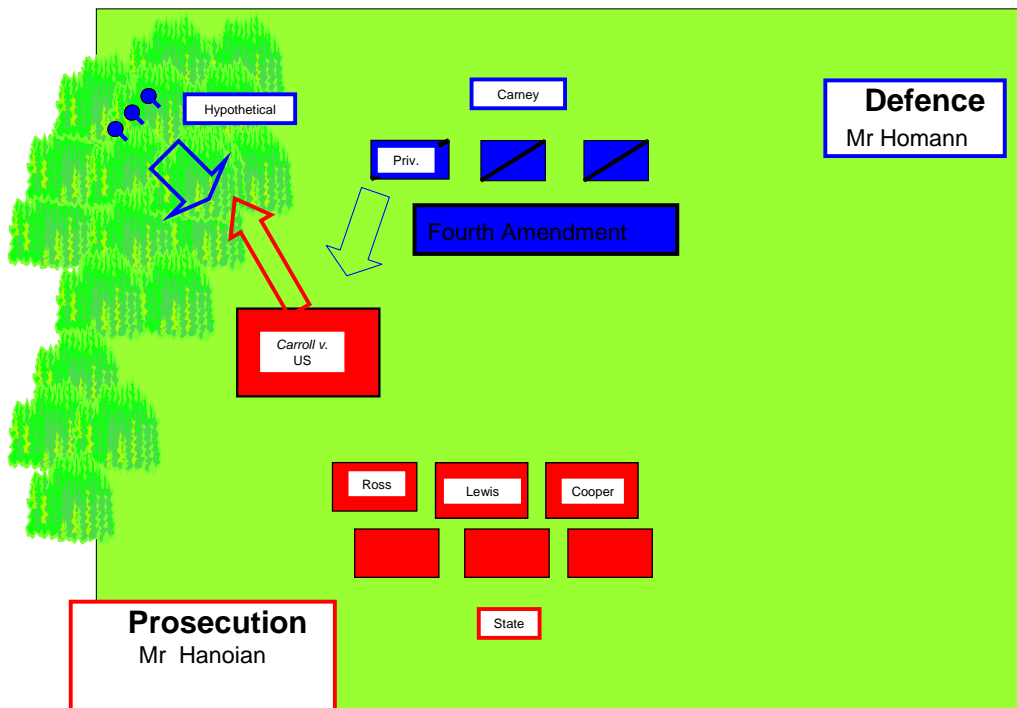 Carney
Defence
Mr Homann
Hypothetical
Priv.
Fourth Amendment
Carroll v.
US
Ross
Lewis
Cooper
Prosecution
Mr Hanoian
State